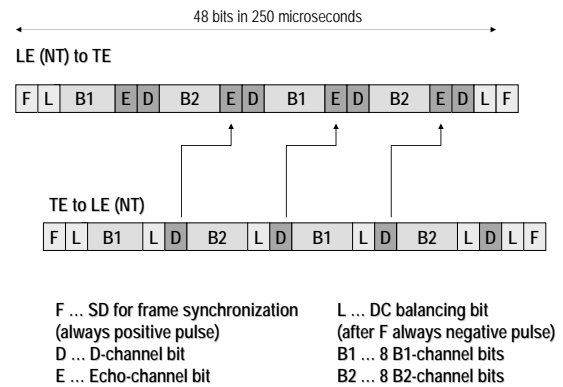 48 bits in 250 microseconds
LE (NT) to TE
F L B1 E D B2 E D B1 E D B2 E D L F
TE to LE (NT)
F L B1 L D B2 L D B1 L D B2 L D L F
F ... SD for frame synchronization
(always positive pulse)
D ... D-channel bit
E ... Echo-channel bit
L ... DC balancing bit
(after F always negative pulse)
B1 ... 8 B1-channel bits
B2 ... 8 B2-channel bits